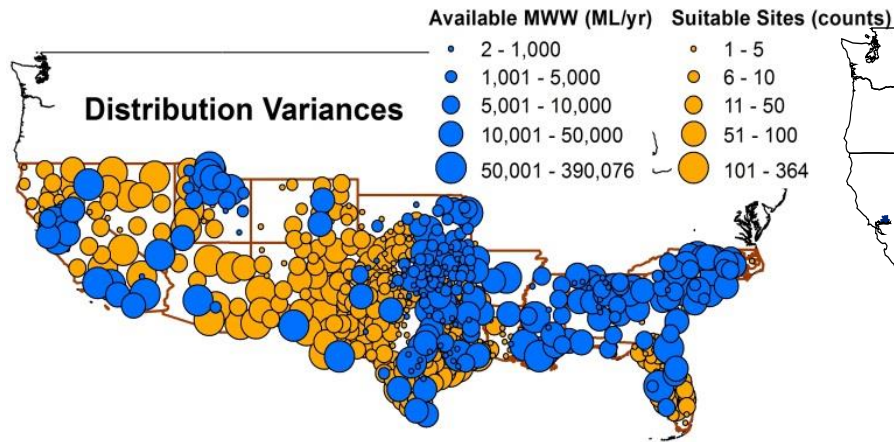 Available MWW (ML/yr)
2 - 1,000
1,001 - 5,000
5,001 - 10,000
10,001 - 50,000
50,001 - 390,076
Suitable Sites (counts)
1 - 5
6 - 10
11 - 50
51 - 100
101 - 364
Distribution Variances